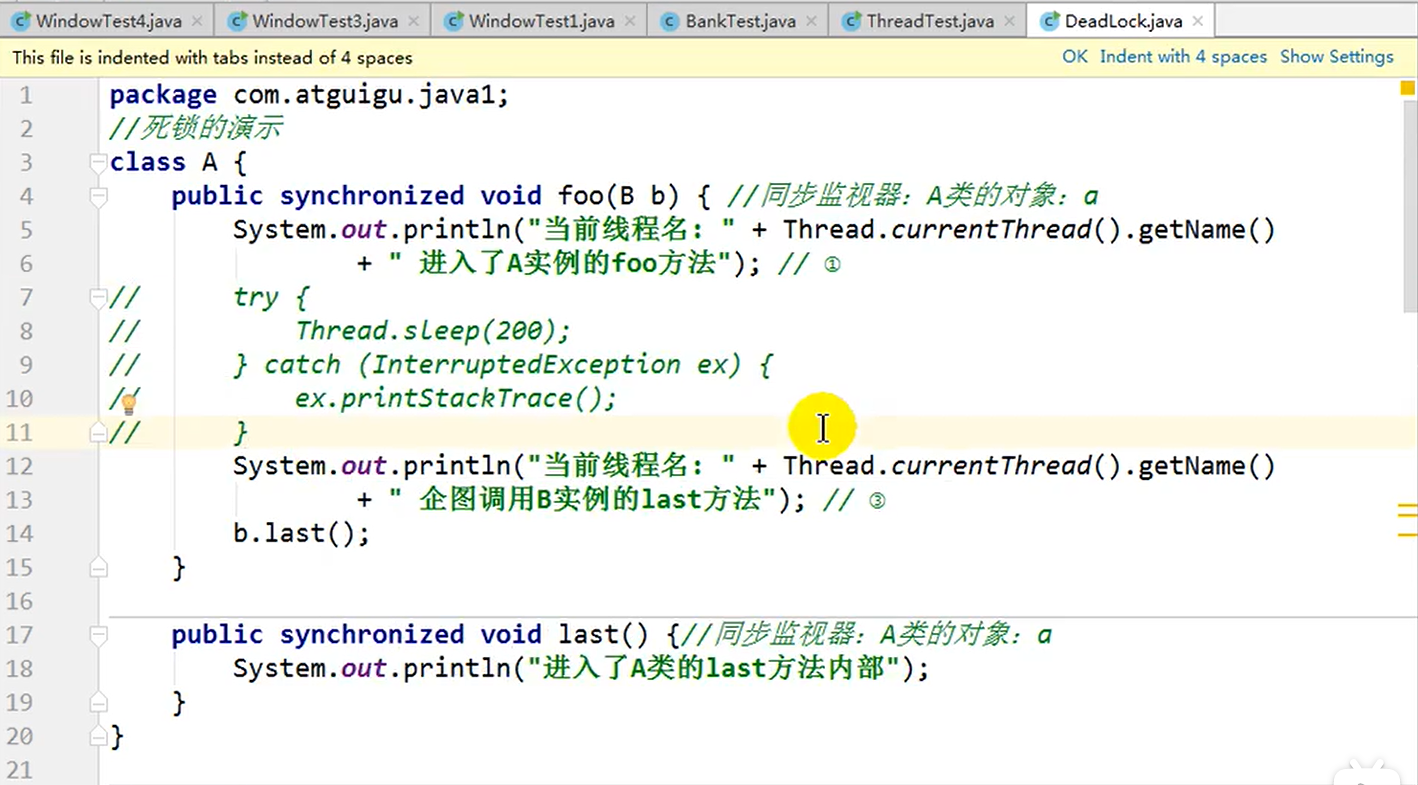 WindowTest4.java WindowTest3.java WindowTest1.java BankTest.java ThreadTest.java DeadLock.java
This file is indented with tabs instead of 4 spaces OK Indent with 4 spaces Show Settings
1 package com.atguigu.java1;
2 //死锁的演示
3 class A {
4 public synchronized void foo(B b) { //同步监视器：A类的对象：a
5 System.out.println("当前线程名: " + Thread.currentThread().getName()
6 + " 进入了A实例的foo方法"); // ①
7 // try {
8 // Thread.sleep(200);
9 // } catch (InterruptedException ex) {
10 // ex.printStackTrace();
11 // }
12 System.out.println("当前线程名: " + Thread.currentThread().getName()
13 + " 企图调用B实例的last方法"); // ③
14 b.last();
15 }
16
17 public synchronized void last() {//同步监视器：A类的对象：a
18 System.out.println("进入了A类的last方法内部");
19 }
20 }
21